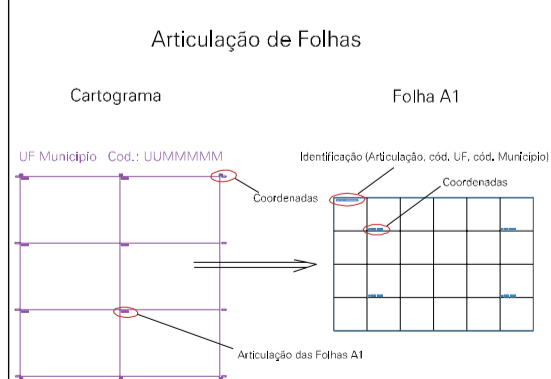 Articulação de Folhas
Cartograma
Folha A1
UF Municipio Cod.: UUMMMMM
Identificação (Articulação, cód. UF, cód. Município)
Coordenadas
Coordenadas
Articulação das Folhas A1